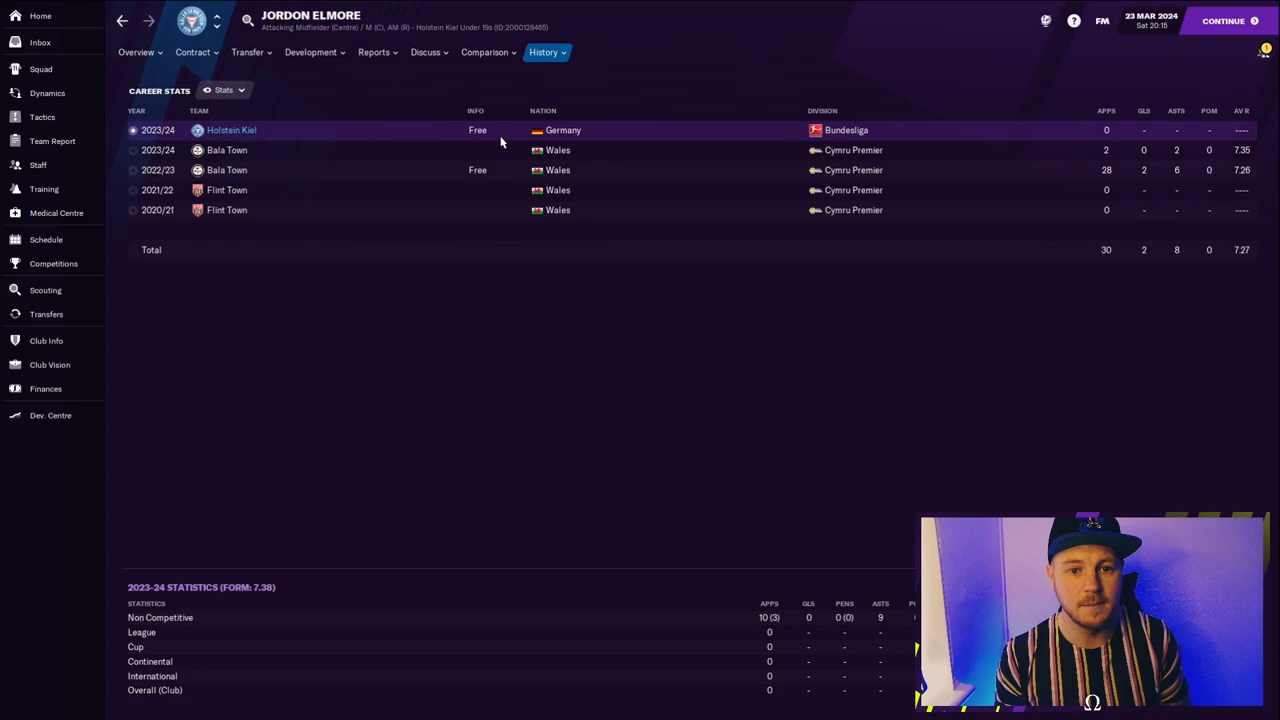 Home
Inbox
Squad
Dynamics
Tactics
Team Report
Staff
Training
Medical Centre
Schedule
Competitions
Scouting
Transfers
Club Info
Club Vision
Finances
Dev. Centre
JORDON ELMORE
Attacking Midfielder (Centre) / M (C), AM (R) - Holstein Kiel Under 19s (ID:2000128465)
? FM 23 MAR 2024 Sat 20:15 CONTINUE
1
Overview Contract Transfer Development Reports Discuss Comparison History
CAREER STATS Stats
YEAR TEAM INFO NATION DIVISION APPS GLS ASTS POM AV R
2023/24 Holstein Kiel Free Germany Bundesliga 0 - - - ----
2023/24 Bala Town Wales Cymru Premier 2 0 2 0 7.35
2022/23 Bala Town Free Wales Cymru Premier 28 2 6 0 7.26
2021/22 Flint Town Wales Cymru Premier 0 - - - ----
2020/21 Flint Town Wales Cymru Premier 0 - - - ----
Total 30 2 8 0 7.27
2023-24 STATISTICS (FORM: 7.38)
STATISTICS APPS GLS PENS ASTS
Non Competitive 10 (3) 0 0 (0) 9
League 0 - - -
Cup 0 - - -
Continental 0 - - -
International 0 - - -
Overall (Club) 0 - - -
Ω